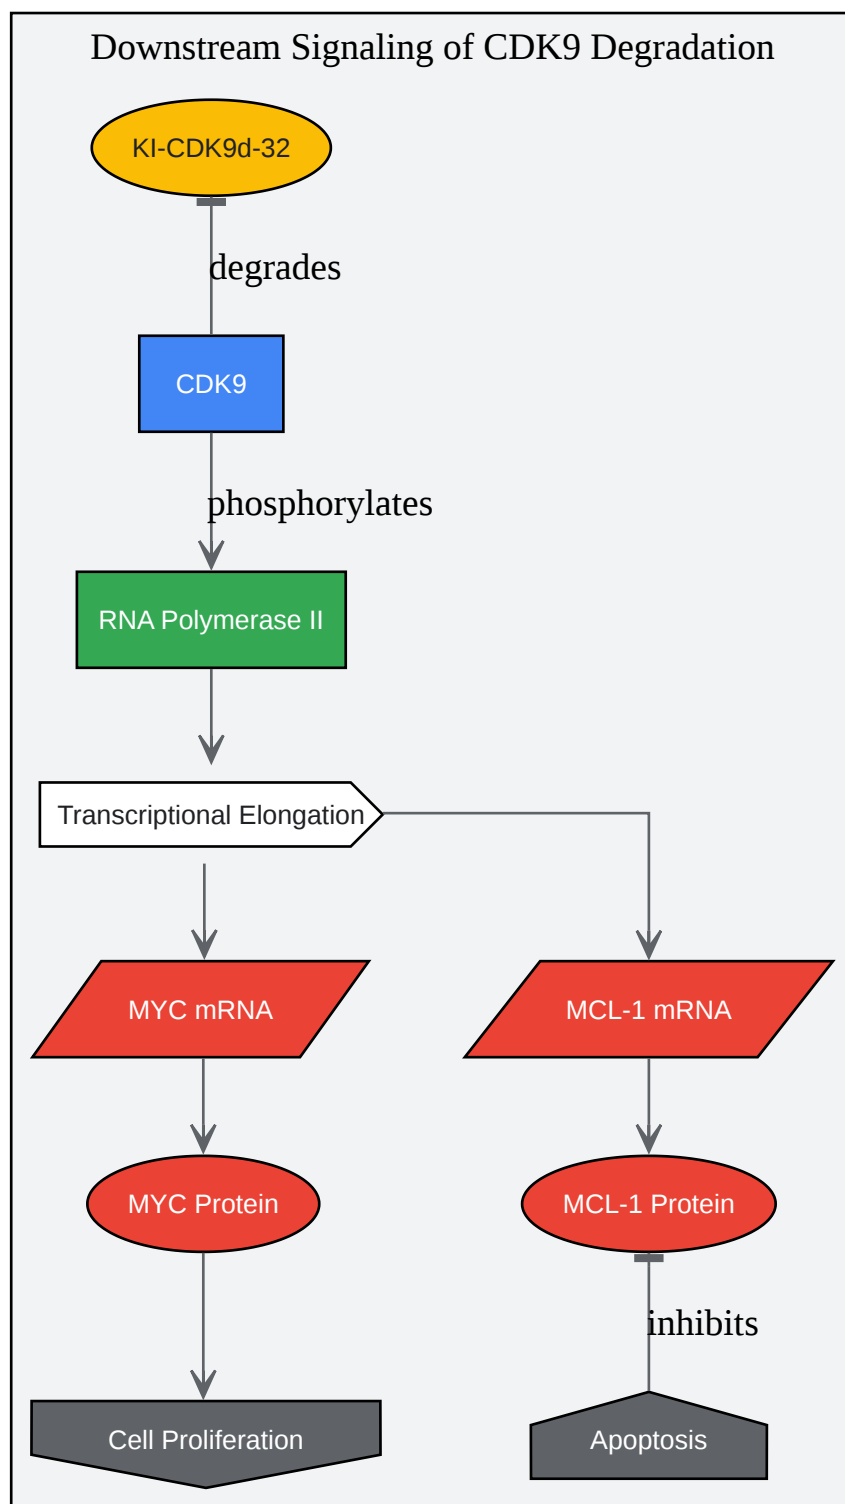 Downstream Signaling of CDK9 Degradation
KI-CDK9d-32
degrades
CDK9
phosphorylates
RNA Polymerase II
Transcriptional Elongation
MYC mRNA
MCL-1 mRNA
MYC Protein
MCL-1 Protein
inhibits
Cell Proliferation
Apoptosis